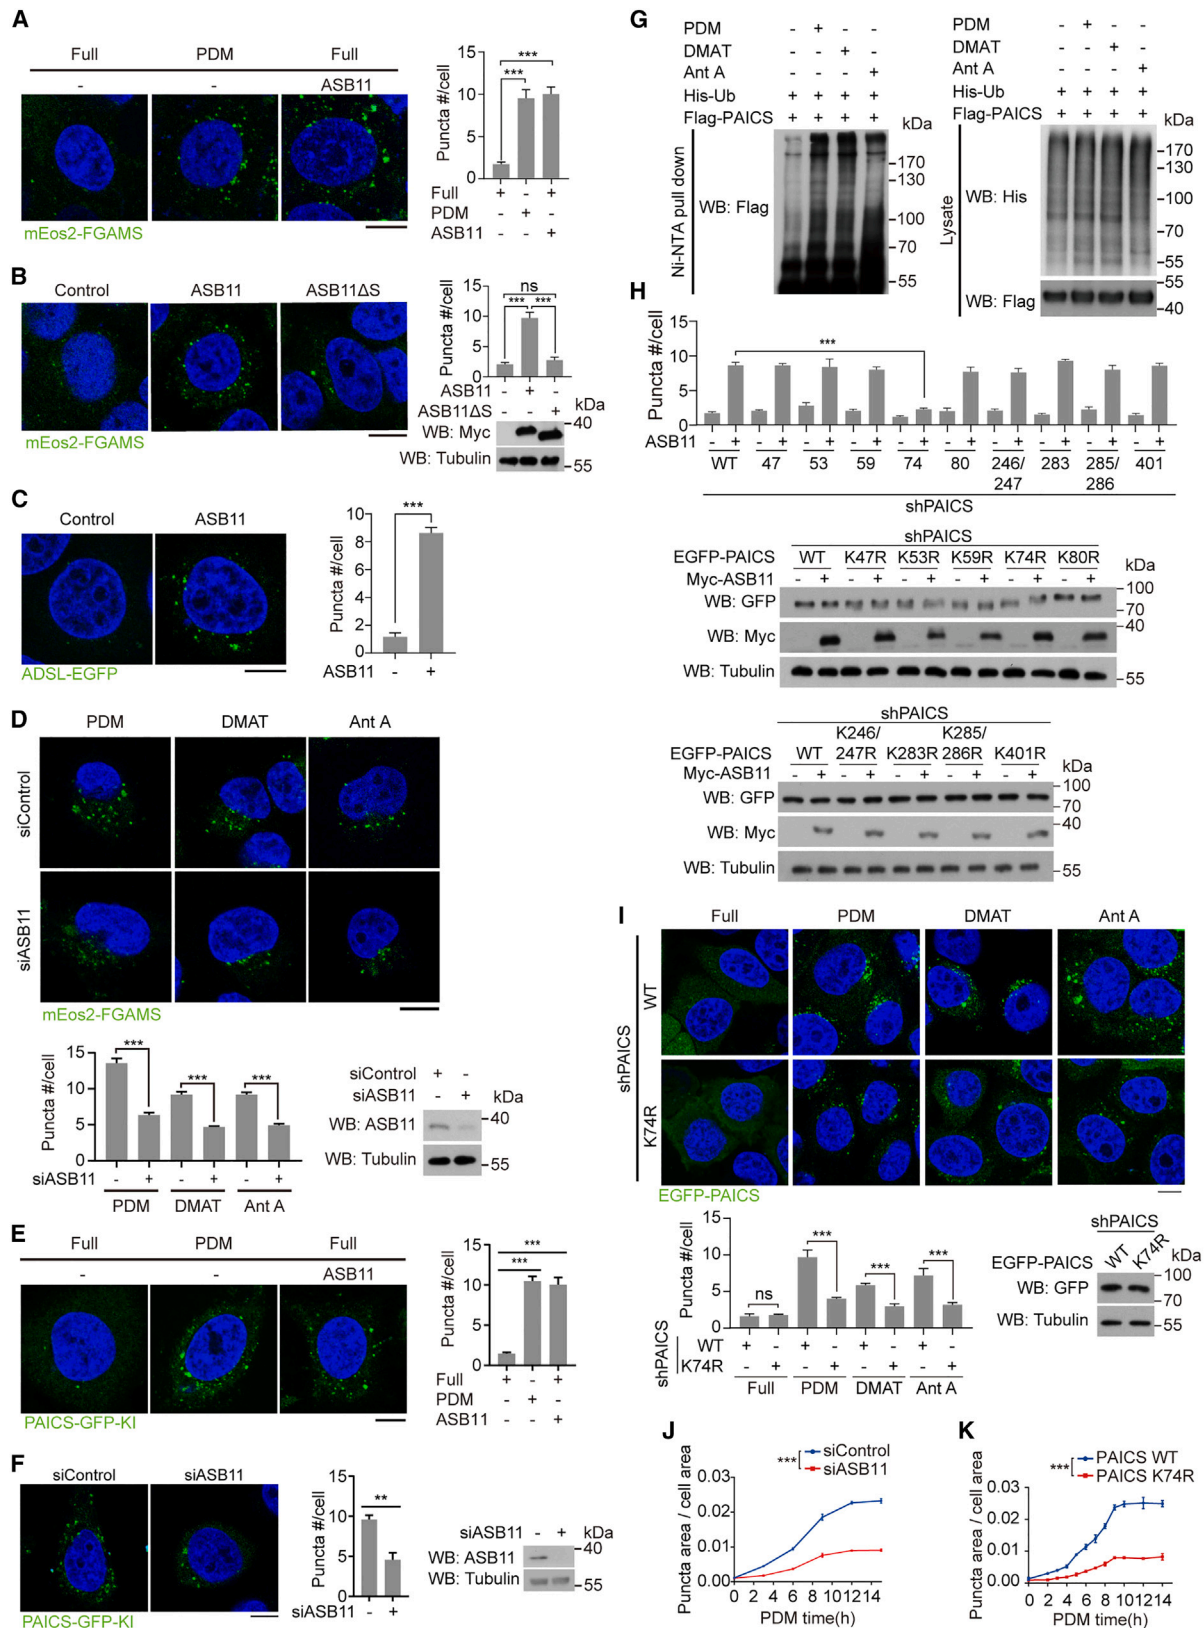 A
Full PDM Full
- - ASB11
mEos2-FGAMS
Puncta #/cell
15
10
5
0
*** ***
Full + - +
PDM - + -
ASB11 - - +
B
Control ASB11 ASB11ΔS
mEos2-FGAMS
Puncta #/cell
15
10
5
0
ns
*** ***
ASB11 - + -
ASB11ΔS - - + kDa
WB: Myc 40
WB: Tubulin 55
C
Control ASB11
ADSL-EGFP
Puncta #/cell
10
8
6
4
2
0
***
ASB11 - +
D
PDM DMAT Ant A
siControl
siASB11
mEos2-FGAMS
Puncta #/cell
15
10
5
0
*** *** ***
siASB11 - + - + - +
PDM DMAT Ant A
siControl + -
siASB11 - + kDa
WB: ASB11 40
WB: Tubulin 55
E
Full PDM Full
- - ASB11
PAICS-GFP-KI
Puncta #/cell
15
10
5
0
***
***
Full + - +
PDM - + -
ASB11 - - +
F
siControl siASB11
PAICS-GFP-KI
Puncta #/cell
15
10
5
0
**
siASB11 - +
siASB11 - + kDa
WB: ASB11 40
WB: Tubulin 55
G
PDM - + - -
DMAT - - + -
Ant A - - - +
His-Ub + + + +
Flag-PAICS + + + + kDa
Ni-NTA pull down
WB: Flag
170
130
100
70
55
PDM - + - -
DMAT - - + -
Ant A - - - +
His-Ub + + + +
Flag-PAICS + + + + kDa
Lysate
WB: His
170
130
100
70
55
WB: Flag 40
H
Puncta #/cell
15
10
5
0
***
ASB11 - + - + - + - + - + - + - + - + - + - +
WT 47 53 59 74 80 246/247 283 285/286 401
shPAICS
shPAICS
EGFP-PAICS WT K47R K53R K59R K74R K80R kDa
Myc-ASB11 - + - + - + - + - + - + 100
WB: GFP 70
WB: Myc 40
WB: Tubulin 55
shPAICS
EGFP-PAICS WT K246/247R K283R K285/286R K401R kDa
Myc-ASB11 - + - + - + - + - + 100
WB: GFP 70
WB: Myc 40
WB: Tubulin 55
I
Full PDM DMAT Ant A
shPAICS
WT
K74R
EGFP-PAICS
Puncta #/cell
15
10
5
0
ns *** *** ***
shPAICS
WT + - + - + - + -
K74R - + - + - + - +
Full PDM DMAT Ant A
shPAICS
EGFP-PAICS WT K74R kDa
WB: GFP 100
70
WB: Tubulin 55
J
siControl
*** siASB11
Puncta area / cell area
0.03
0.02
0.01
0.00
0 2 4 6 8 10 12 14
PDM time(h)
K
PAICS WT
*** PAICS K74R
Puncta area / cell area
0.03
0.02
0.01
0.00
0 2 4 6 8 10 12 14
PDM time(h)